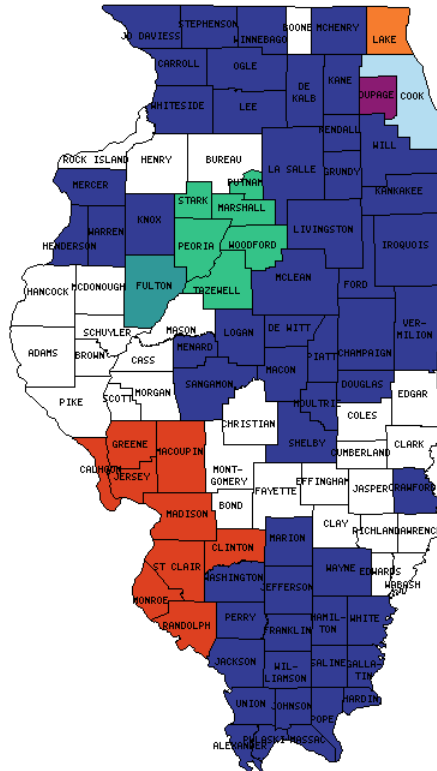 JO DAVIESS
STEPHENSON
WINNEBAGO
BOONE
MCHENRY
LAKE
CARROLL
OGLE
DE KALB
KANE
DUPAGE
COOK
WHITESIDE
LEE
KENDALL
WILL
ROCK ISLAND
HENRY
BUREAU
LA SALLE
GRUNDY
PUTNAM
MERCER
STARK
MARSHALL
KANKAKEE
KNOX
HENDERSON
WARREN
PEORIA
WOODFORD
LIVINGSTON
IROQUOIS
HANCOCK
MCDONOUGH
FULTON
TAZEWELL
MCLEAN
FORD
SCHUYLER
MASON
LOGAN
DE WITT
VER-
MILION
ADAMS
BROWN
CASS
MENARD
PIATT
CHAMPAIGN
PIKE
SCOTT
MORGAN
SANGAMON
MACON
DOUGLAS
EDGAR
MOULTRIE
CHRISTIAN
COLES
GREENE
MACOUPIN
SHELBY
CUMBERLAND
CLARK
CALHOUN
JERSEY
MONT-
GOMERY
FAYETTE
EFFINGHAM
JASPER
CRAWFORD
MADISON
BOND
CLAY
RICHLAND
LAWRENCE
CLINTON
MARION
ST CLAIR
WASHINGTON
WAYNE
EDWARDS
WABASH
MONROE
RANDOLPH
JEFFERSON
PERRY
FRANKLIN
HAMIL-
TON
WHITE
JACKSON
WIL-
LIAMSON
SALINE
GALLA-
TIN
UNION
JOHNSON
POPE
HARDIN
ALEXANDER
PULASKI
MASSAC